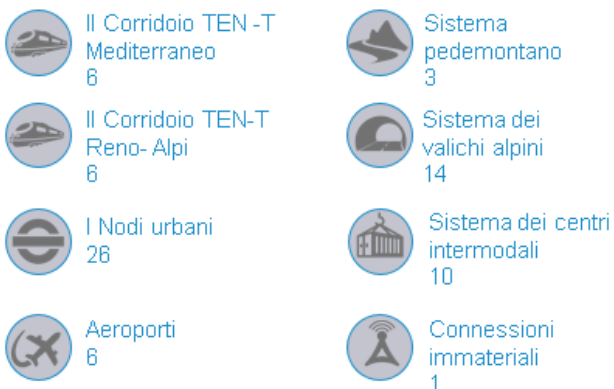 Il Corridoio TEN -T
Mediterraneo
6
Il Corridoio TEN-T
Reno- Alpi
6
I Nodi urbani
26
Aeroporti
6
Sistema
pedemontano
3
Sistema dei
valichi alpini
14
Sistema dei centri
intermodali
10
Connessioni
immateriali
1